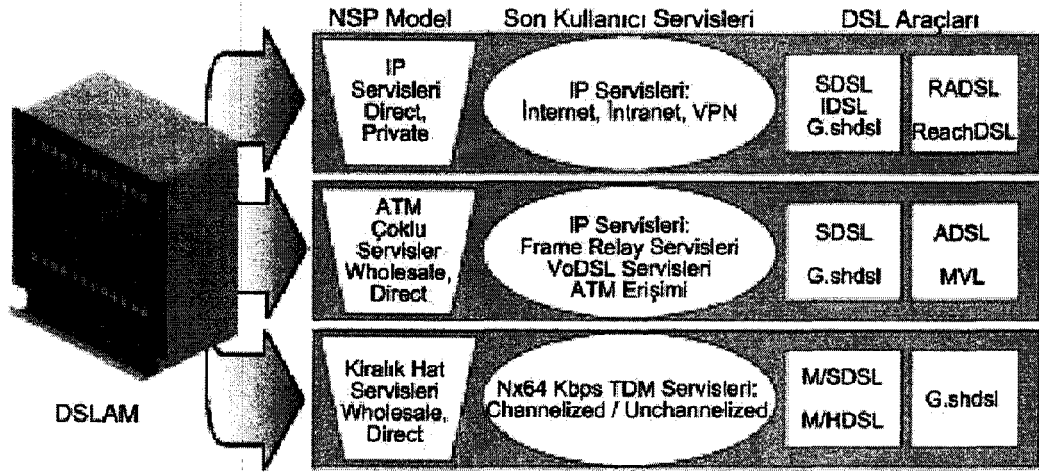 NSP Model
Son Kullanıcı Servisleri
DSL Araçları
IP
Servisleri
Direct,
Private
IP Servisleri:
İnternet, İntranet, VPN
SDSL
IDSL
G.shdsl
RADSL
ReachDSL
ATM
Çoklu
Servisler
Wholesale,
Direct
IP Servisleri:
Frame Relay Servisleri
VoDSL Servisleri
ATM Erişimi
SDSL
G.shdsl
ADSL
MVL
DSLAM
Kiralık Hat
Servisleri
Wholesale,
Direct
Nx64 Kbps TDM Servisleri:
Channelized / Unchannelized
M/SDSL
M/HDSL
G.shdsl